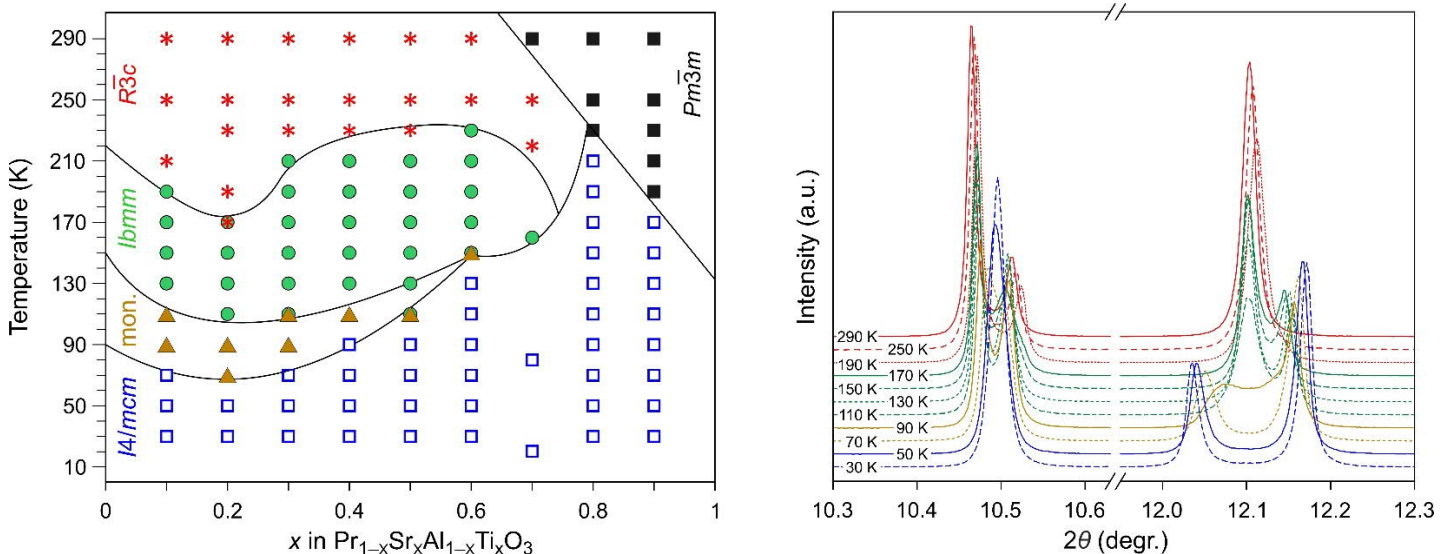 290
250
210
170
130
90
50
10
Temperature (K)
R3̅c
Ibmm
mon.
I4/mcm
Pm3̅m
0
0.2
0.4
0.6
0.8
1
x in Pr₁₋ₓSrₓAl₁₋ₓTiₓO₃
Intensity (a.u.)
290 K
250 K
190 K
170 K
150 K
130 K
110 K
90 K
70 K
50 K
30 K
10.3
10.4
10.5
10.6
12.0
12.1
12.2
12.3
2θ (degr.)